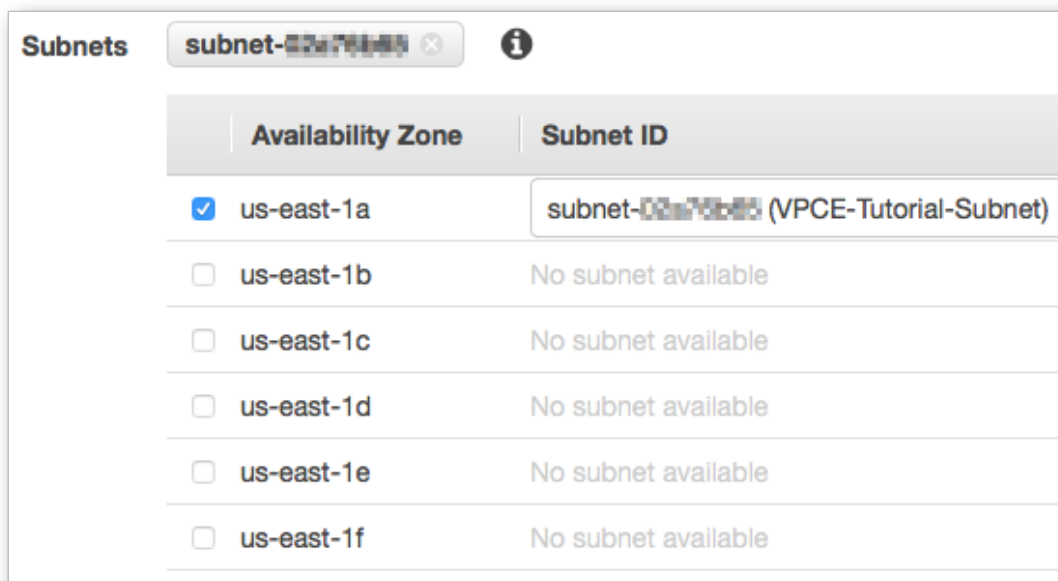 Subnets subnet-
Availability Zone Subnet ID
us-east-1a subnet- (VPCE-Tutorial-Subnet)
us-east-1b No subnet available
us-east-1c No subnet available
us-east-1d No subnet available
us-east-1e No subnet available
us-east-1f No subnet available